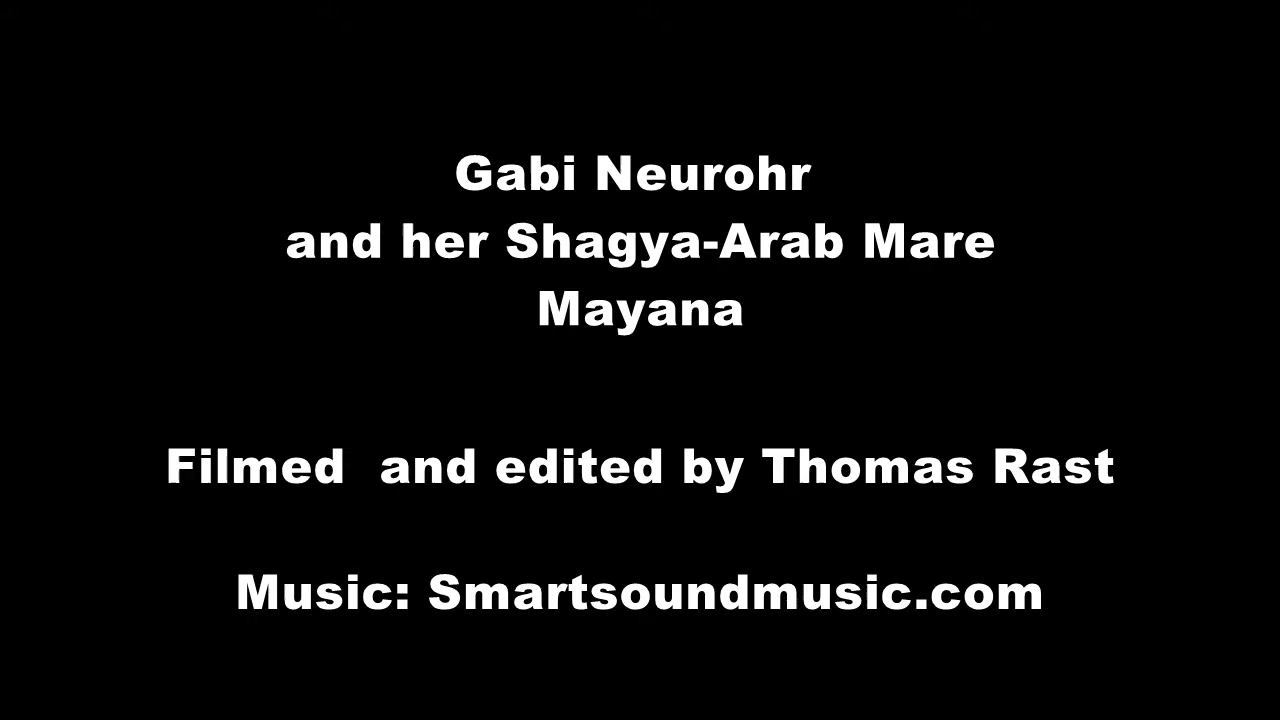 Gabi Neurohr
and her Shagya-Arab Mare
Mayana
Filmed  and edited by Thomas Rast
Music: Smartsoundmusic.com